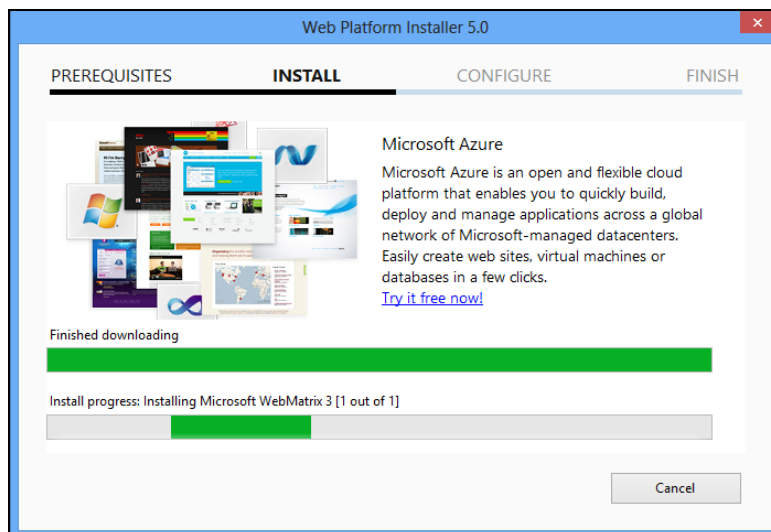 Web Platform Installer 5.0
PREREQUISITES INSTALL CONFIGURE FINISH
Microsoft Azure
Microsoft Azure is an open and flexible cloud
platform that enables you to quickly build,
deploy and manage applications across a global
network of Microsoft-managed datacenters.
Easily create web sites, virtual machines or
databases in a few clicks.
Try it free now!
Finished downloading
Install progress: Installing Microsoft WebMatrix 3 [1 out of 1]
Cancel